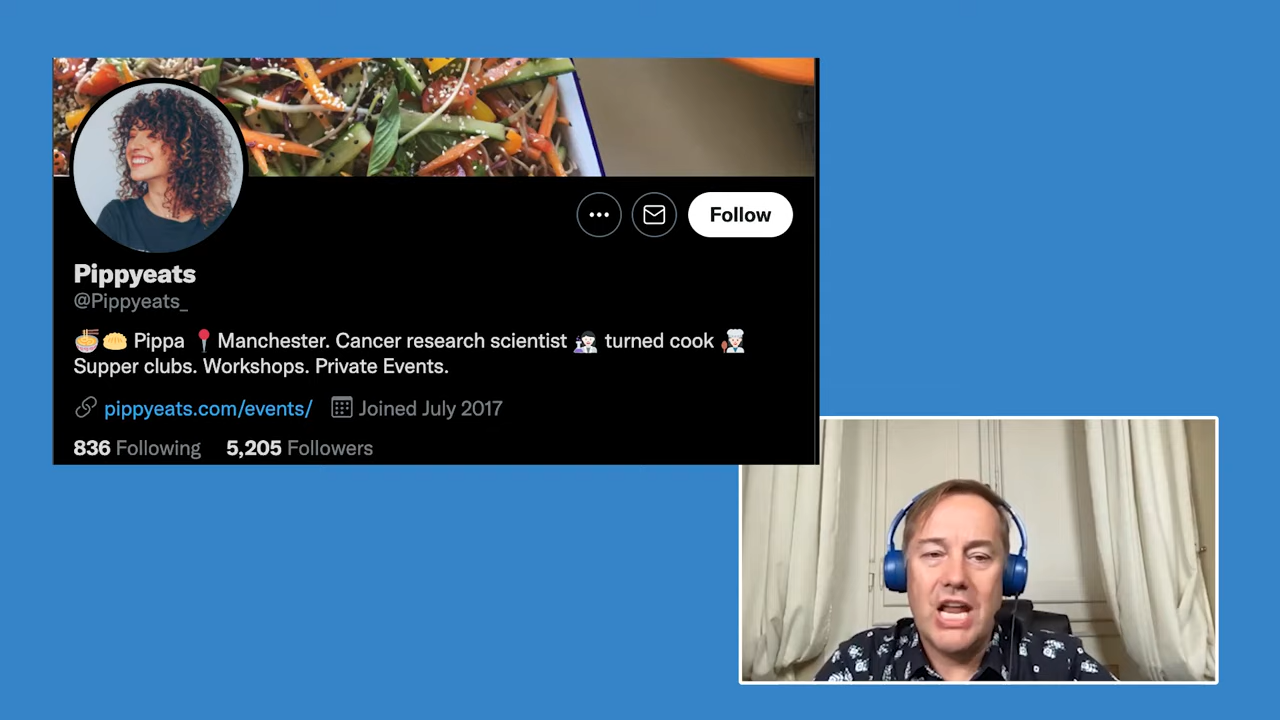 Follow
Pippyeats
@Pippyeats_
Pippa Manchester. Cancer research scientist turned cook
Supper clubs. Workshops. Private Events.
pippyeats.com/events/ Joined July 2017
836 Following 5,205 Followers